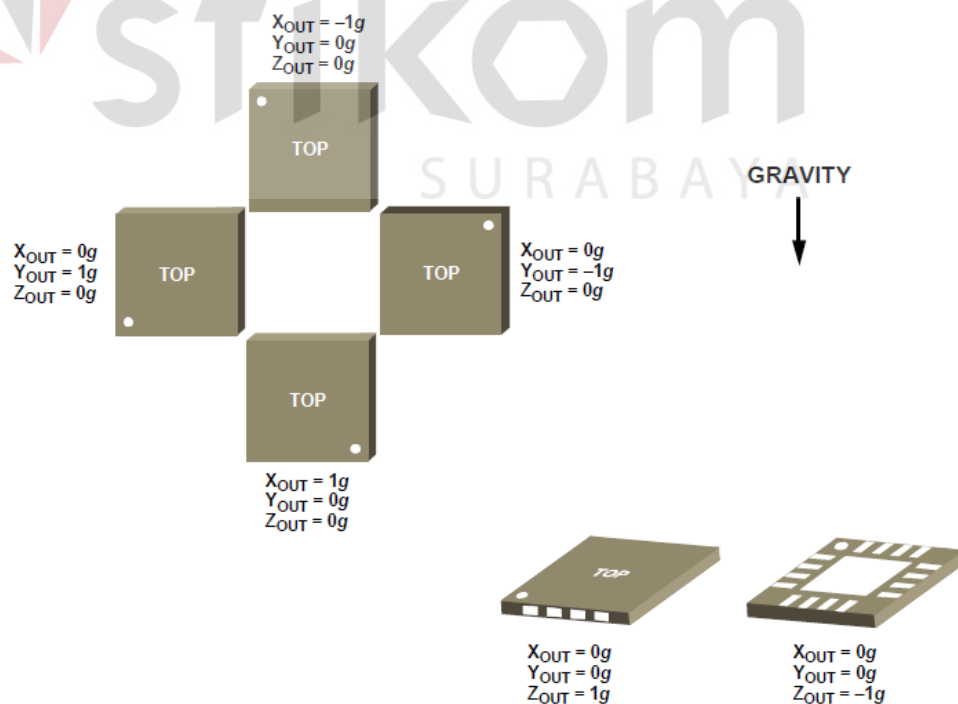 stikom
SURABAYA
XOUT = –1g
YOUT = 0g
ZOUT = 0g
TOP
GRAVITY
XOUT = 0g
YOUT = 1g
ZOUT = 0g
TOP
TOP
XOUT = 0g
YOUT = –1g
ZOUT = 0g
TOP
XOUT = 1g
YOUT = 0g
ZOUT = 0g
TOP
XOUT = 0g
YOUT = 0g
ZOUT = 1g
XOUT = 0g
YOUT = 0g
ZOUT = –1g